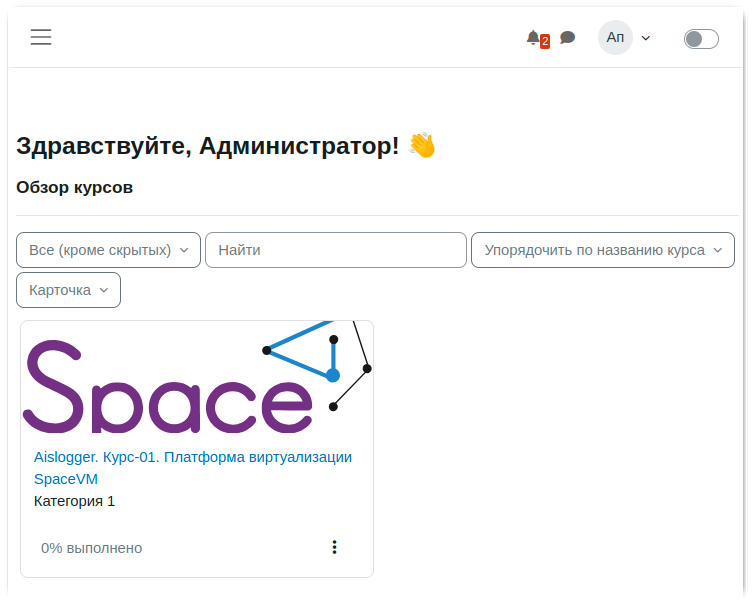 2
Ап
Здравствуйте, Администратор! 👋
Обзор курсов
Все (кроме скрытых)
Найти
Упорядочить по названию курса
Карточка
Space
Aislogger. Курс-01. Платформа виртуализации
SpaceVM
Категория 1
0% выполнено